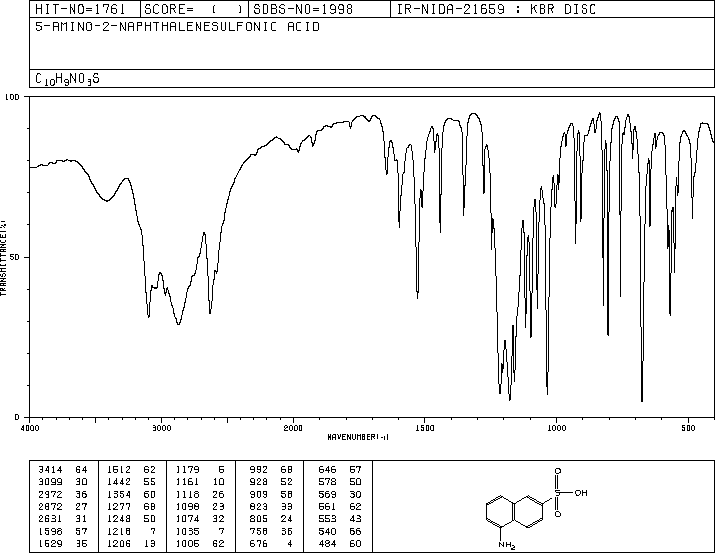 HIT-NO=1761 SCORE= ( ) SDBS-NO=1998 IR-NIDA-21659 : KBR DISC
5-AMINO-2-NAPHTHALENESULFONIC ACID
C10H9NO3S
100
50
0
TRANSMITTANCE(%)
4000 3000 2000 1500 1000 500
WAVENUMBER(-1)
3414 64 1512 62 1179 5 992 68 646 57
3099 30 1442 55 1161 10 928 52 578 50
2972 36 1354 60 1118 26 909 58 569 30
2872 27 1277 68 1098 23 823 33 561 62
2631 31 1248 50 1074 32 805 24 553 43
1598 57 1218 7 1035 7 758 36 540 56
1529 35 1206 13 1005 62 676 4 484 60
O
S OH
O
NH2